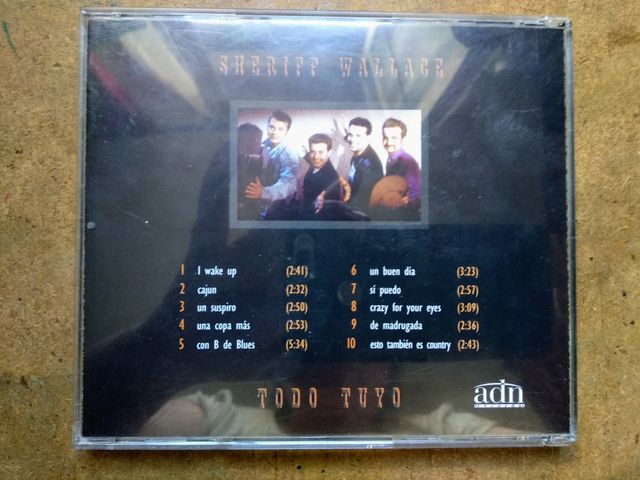 SHERIFF WALLACE
1 I wake up (2:41)
2 cajun (2:32)
3 un suspiro (2:50)
4 una copa más (2:53)
5 con B de Blues (5:34)
6 un buen día (3:23)
7 sí puedo (2:57)
8 crazy for your eyes (3:09)
9 de madrugada (2:36)
10 esto también es country (2:43)
TODO TUYO
adn
RECORDS